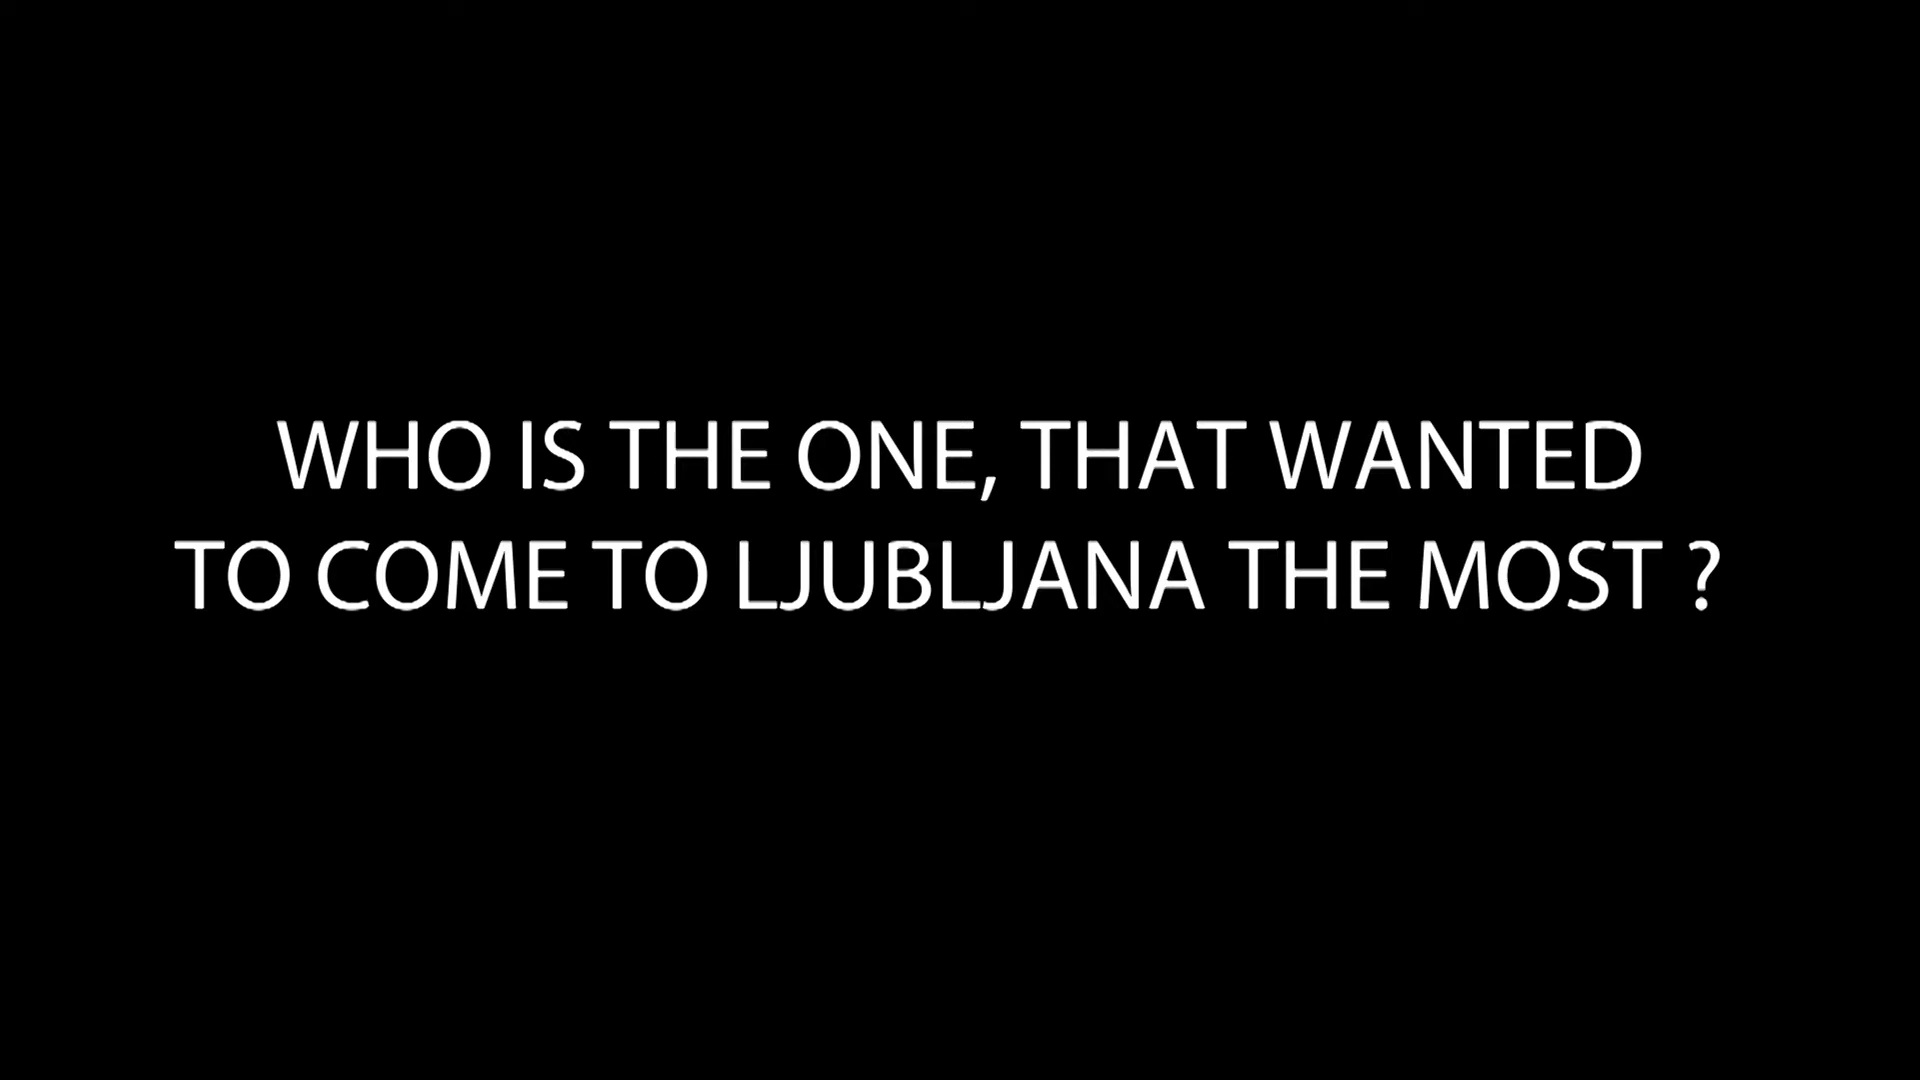 WHO IS THE ONE, THAT WANTED
TO COME TO LJUBLJANA THE MOST ?